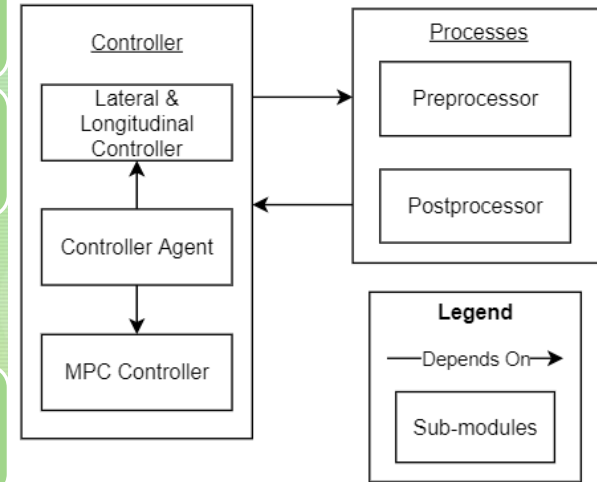 Controller
Lateral &
Longitudinal
Controller
Controller Agent
MPC Controller
Processes
Preprocessor
Postprocessor
Legend
Depends On
Sub-modules